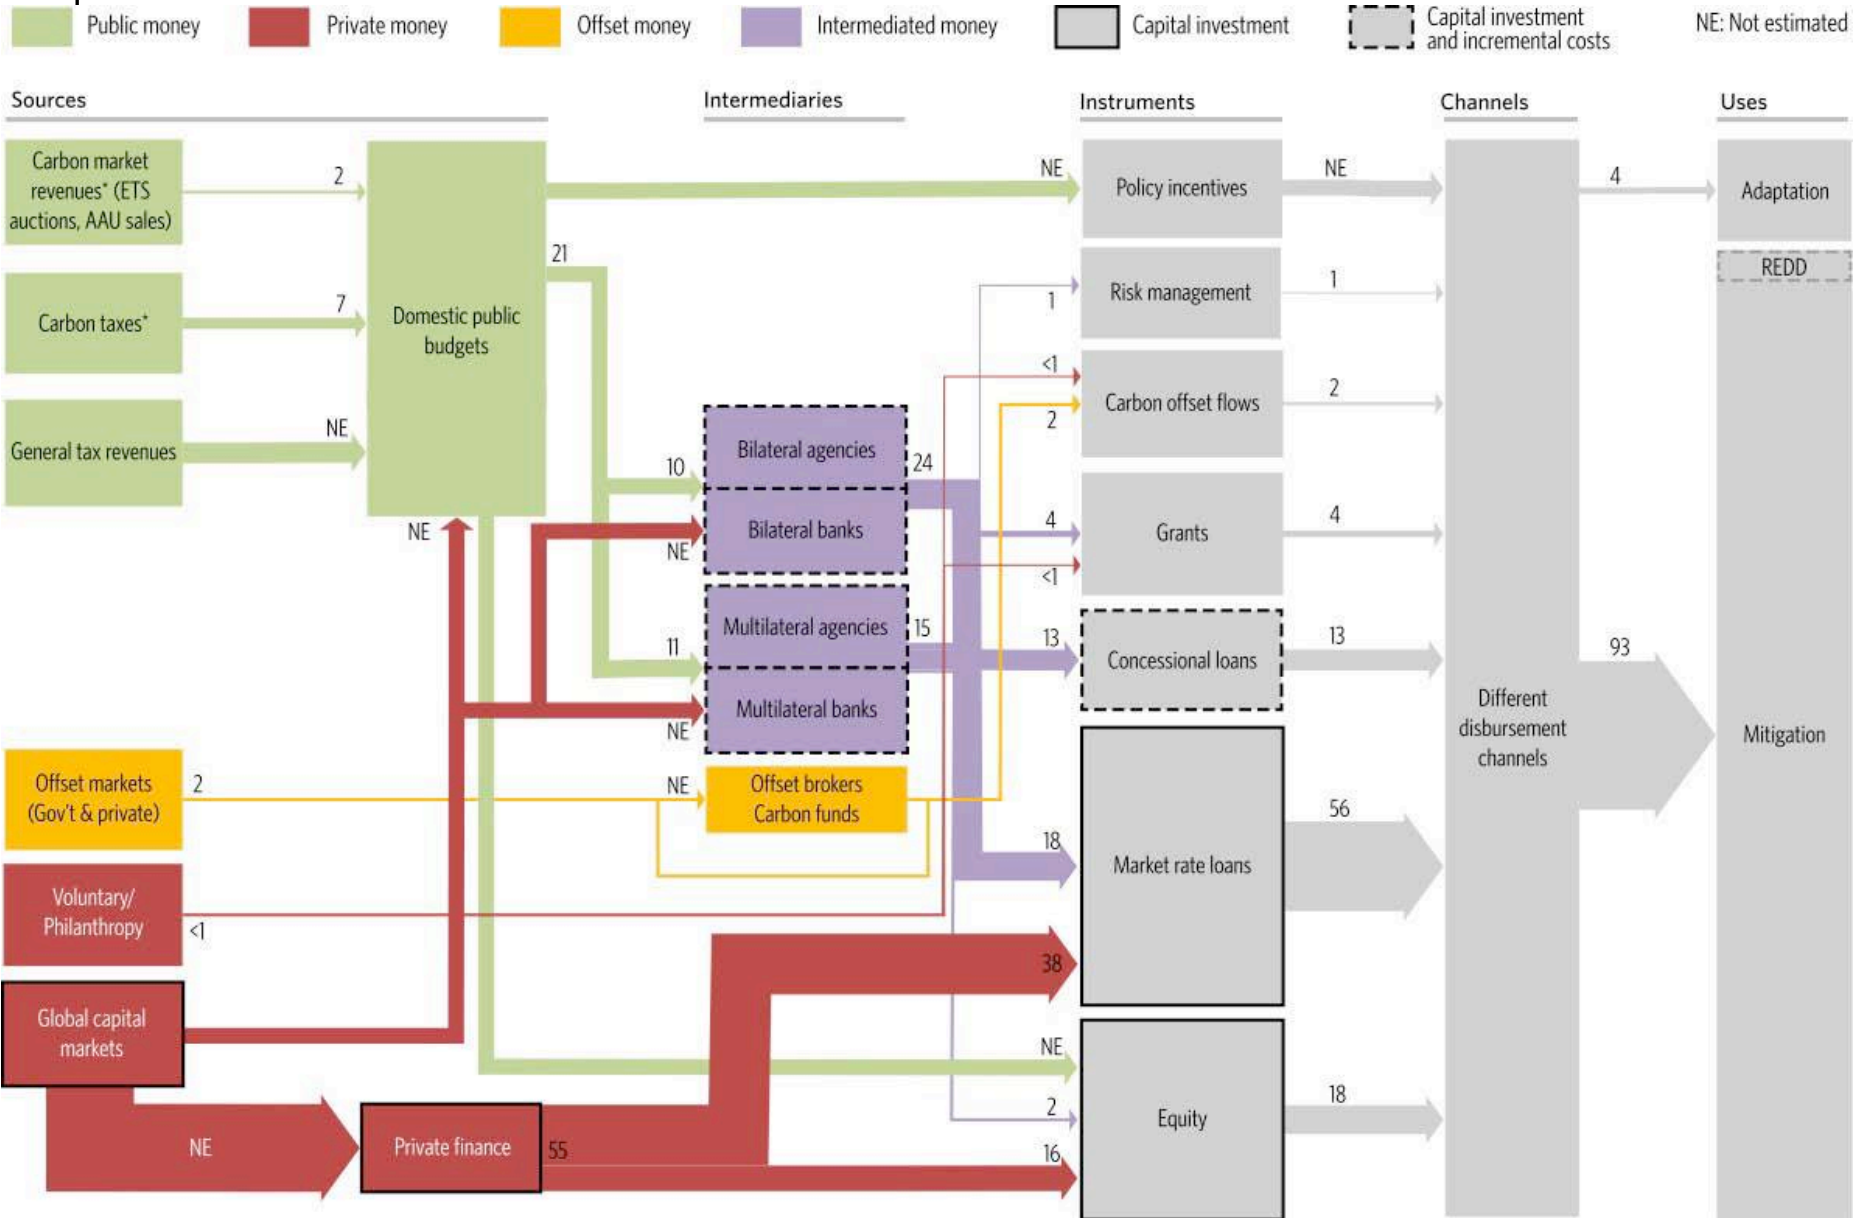 Public money
Private money
Offset money
Intermediated money
Capital investment
Capital investment
and incremental costs
NE: Not estimated
Sources
Intermediaries
Instruments
Channels
Uses
Carbon market
revenues* (ETS
auctions, AAU sales)
2
Carbon taxes*
7
General tax revenues
NE
Domestic public
budgets
21
NE
NE
10
NE
11
NE
Bilateral agencies
Bilateral banks
24
Multilateral agencies
Multilateral banks
15
Offset markets
(Gov't & private)
2
NE
Offset brokers
Carbon funds
Voluntary/
Philanthropy
<1
Global capital
markets
NE
Private finance
55
1
<1
2
4
<1
13
18
38
NE
2
16
Policy incentives
NE
Risk management
1
Carbon offset flows
2
Grants
4
Concessional loans
13
Market rate loans
56
Equity
18
Different
disbursement
channels
4
93
Adaptation
REDD
Mitigation